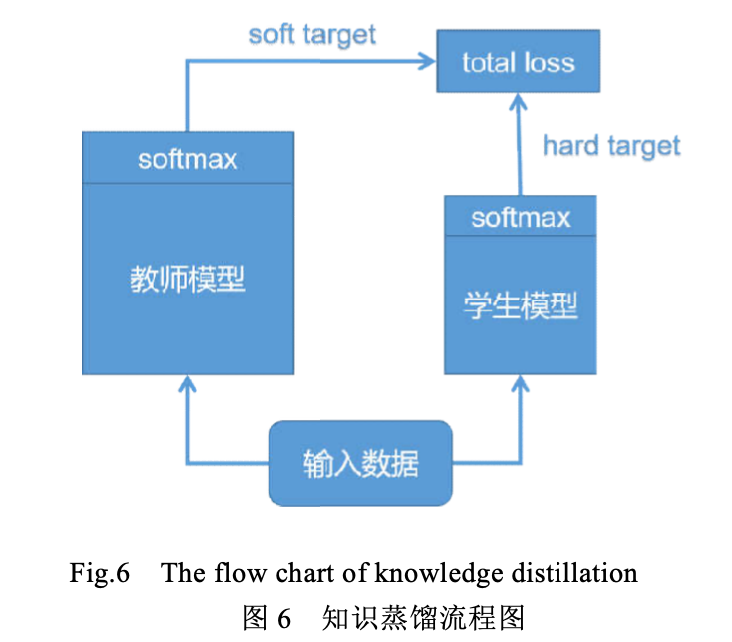 soft target
total loss
hard target
softmax
教师模型
softmax
学生模型
输入数据
Fig.6 The flow chart of knowledge distillation
图 6 知识蒸馏流程图